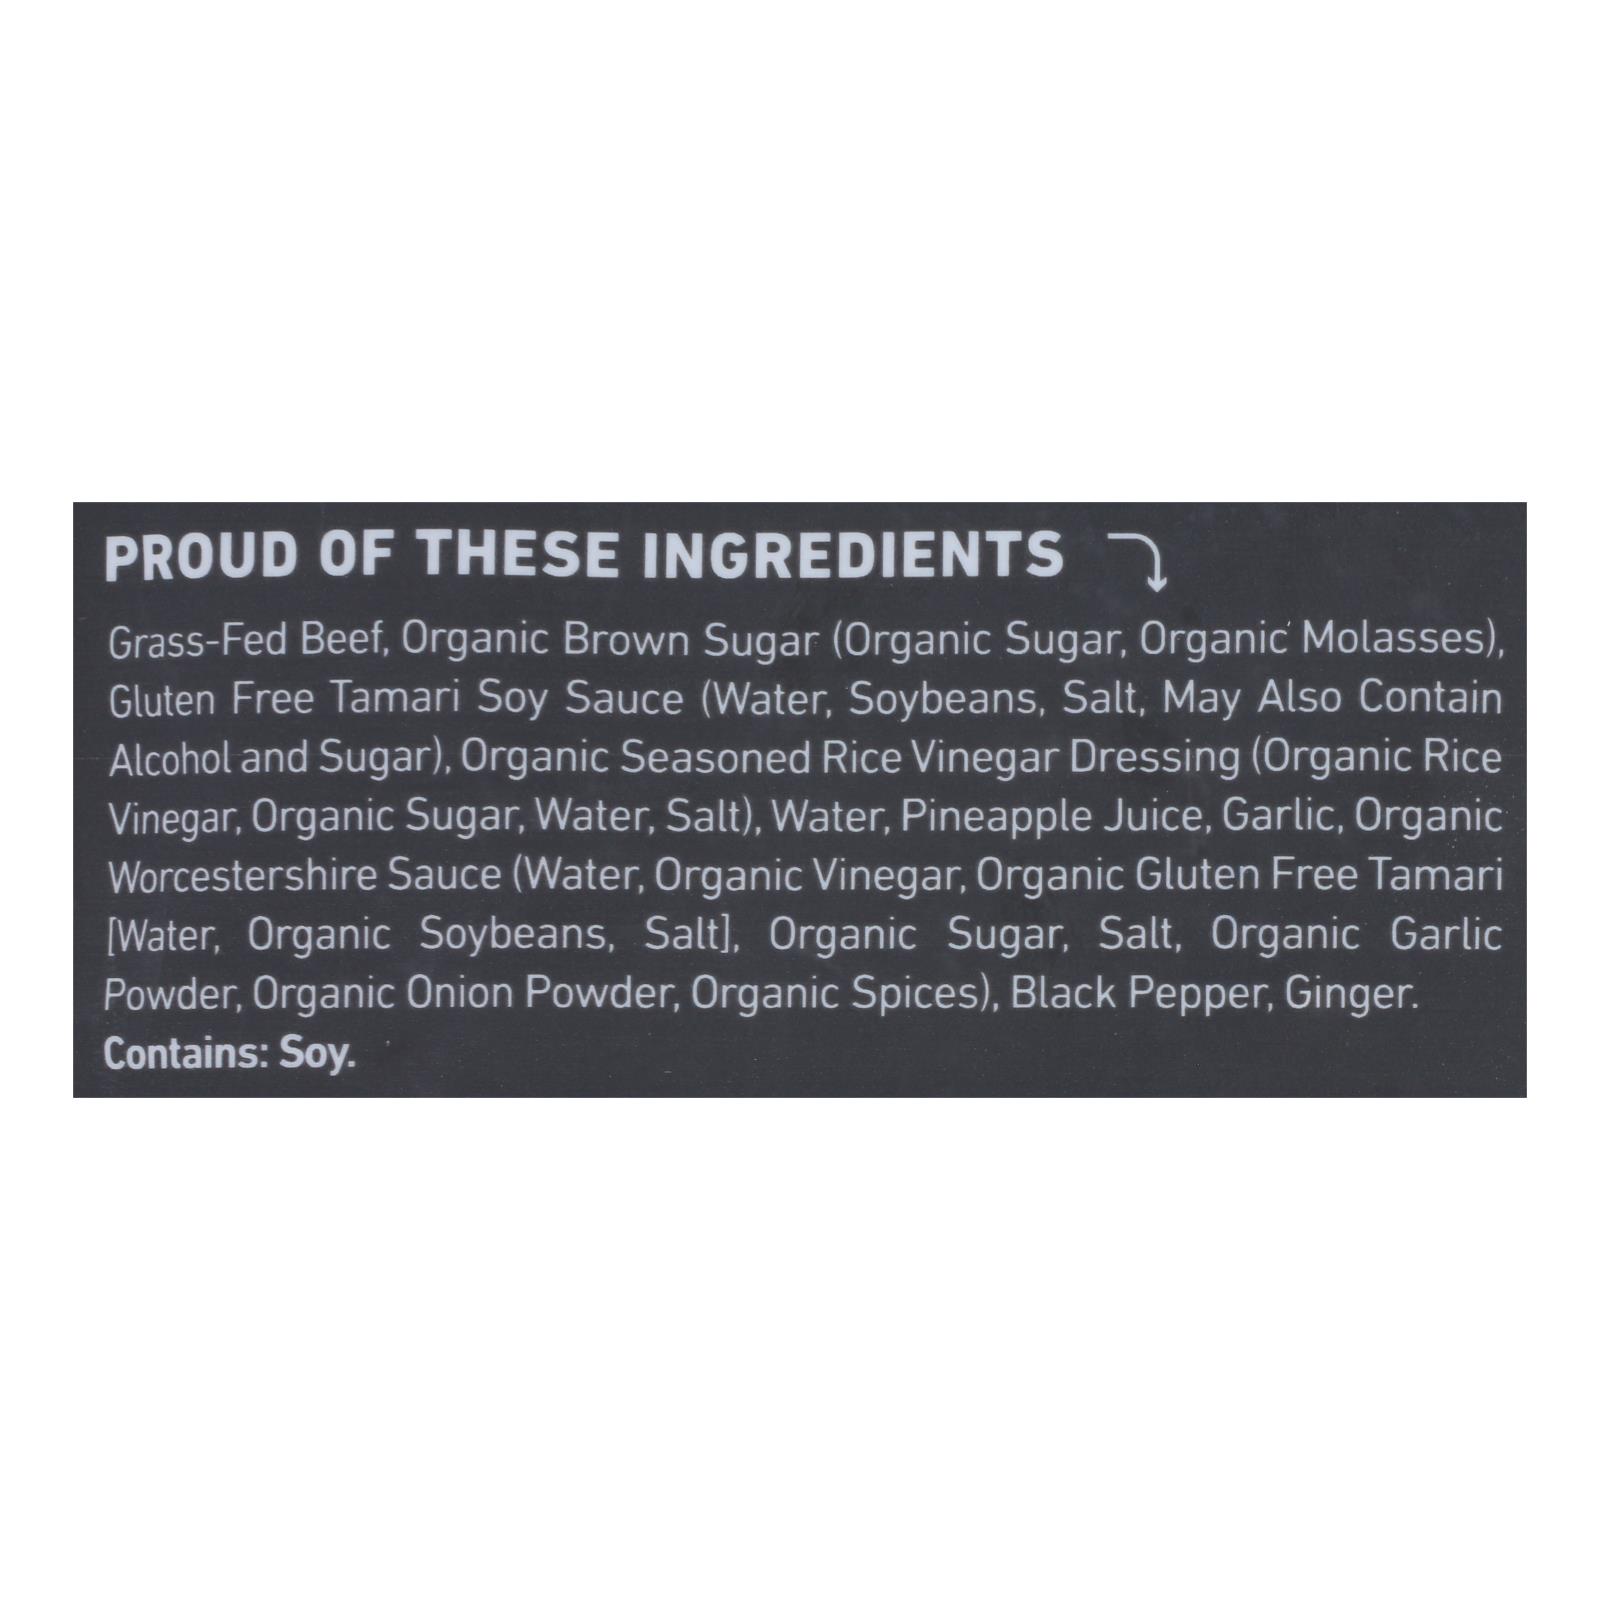 PROUD OF THESE INGREDIENTS
Grass-Fed Beef, Organic Brown Sugar (Organic Sugar, Organic Molasses),
Gluten Free Tamari Soy Sauce (Water, Soybeans, Salt, May Also Contain
Alcohol and Sugar), Organic Seasoned Rice Vinegar Dressing (Organic Rice
Vinegar, Organic Sugar, Water, Salt), Water, Pineapple Juice, Garlic, Organic
Worcestershire Sauce (Water, Organic Vinegar, Organic Gluten Free Tamari
[Water, Organic Soybeans, Salt], Organic Sugar, Salt, Organic Garlic
Powder, Organic Onion Powder, Organic Spices), Black Pepper, Ginger.
Contains: Soy.